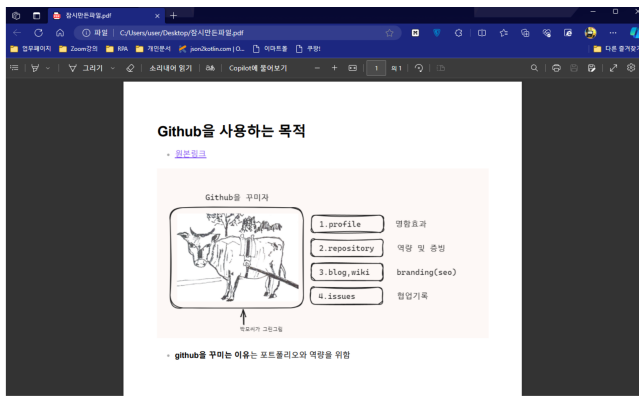 잠시만든파일.pdf
파일 C:/Users/user/Desktop/잠시만든파일.pdf
업무페이지 Zoom강의 RPA 개인문서 json2kotlin.com | O... 이마트몰 쿠팡! 다른 즐겨찾기
그리기 소리내어 읽기 Copilot에 물어보기 1 의 1
Github을 사용하는 목적
원본링크
Github을 꾸미자
1.profile 명함효과
2.repository 역량 및 증빙
3.blog,wiki branding(seo)
4.issues 협업기록
github을 꾸미는 이유는 포트폴리오와 역량을 위함